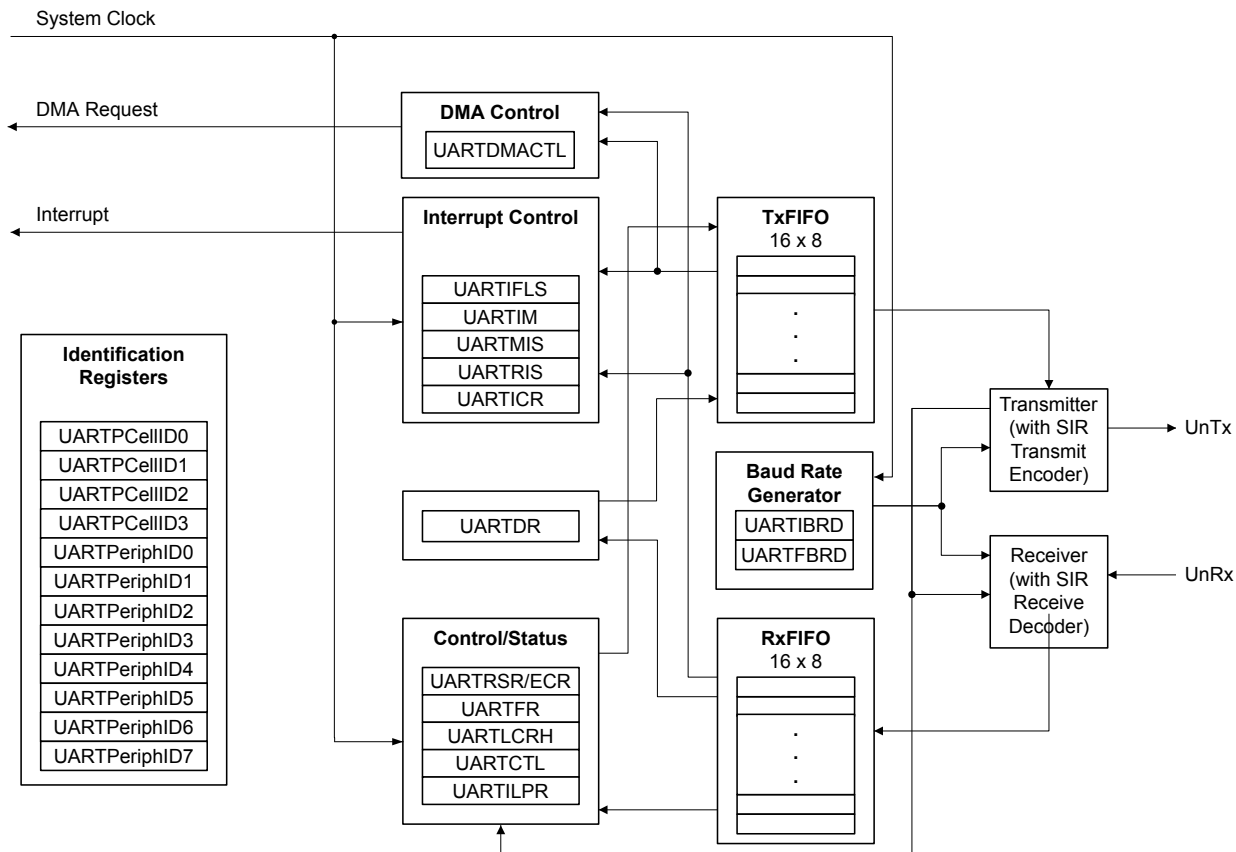 System Clock
DMA Request
DMA Control
UARTDMACTL
Interrupt
Interrupt Control
UARTIFLS
UARTIM
UARTMIS
UARTRIS
UARTICR
TxFIFO
16 x 8
.
.
.
Identification
Registers
UARTPCellID0
UARTPCellID1
UARTPCellID2
UARTPCellID3
UARTPeriphID0
UARTPeriphID1
UARTPeriphID2
UARTPeriphID3
UARTPeriphID4
UARTPeriphID5
UARTPeriphID6
UARTPeriphID7
UARTDR
Baud Rate
Generator
UARTIBRD
UARTFBRD
Transmitter
(with SIR
Transmit
Encoder)
UnTx
Receiver
(with SIR
Receive
Decoder)
UnRx
Control/Status
UARTRSR/ECR
UARTFR
UARTLCRH
UARTCTL
UARTILPR
RxFIFO
16 x 8
.
.
.